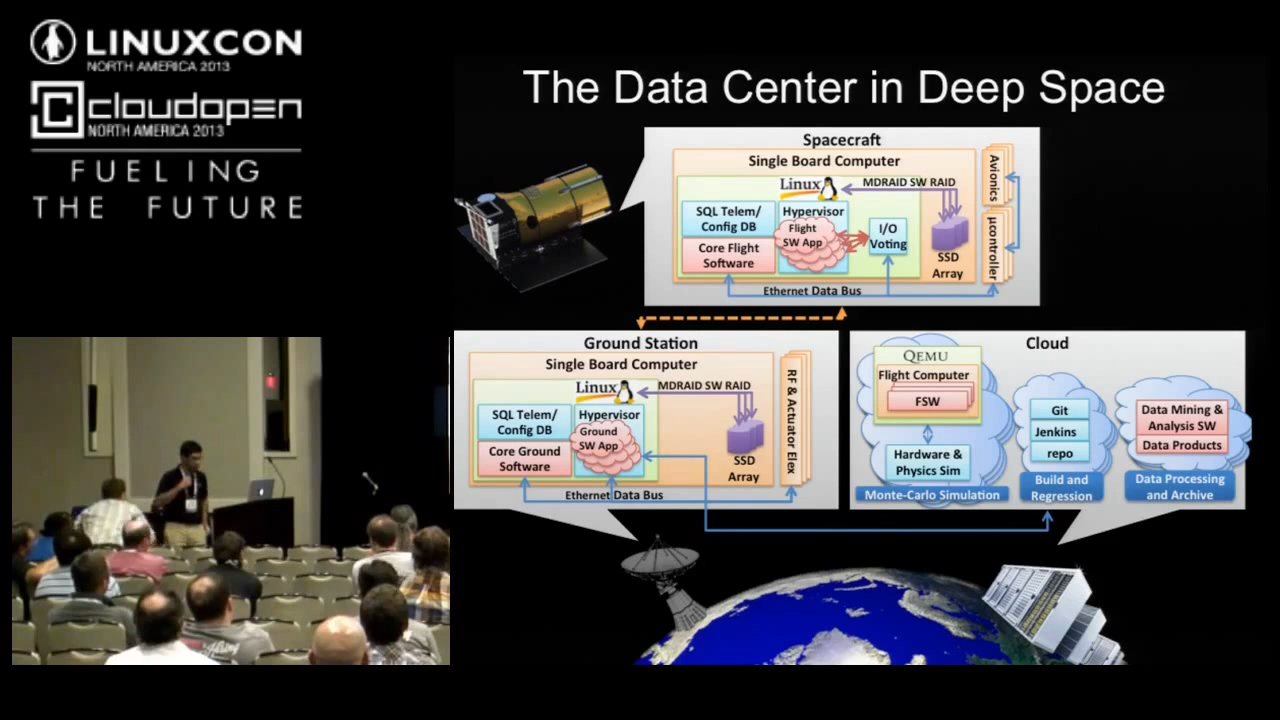 LINUXCON
NORTH AMERICA 2013
cloudopen
NORTH AMERICA 2013
FUELING
THE FUTURE
The Data Center in Deep Space
Spacecraft
Single Board Computer
Linux
MDRAID SW RAID
SQL Telem/
Config DB
Hypervisor
Flight
SW App
I/O
Voting
Core Flight
Software
SSD
Array
Ethernet Data Bus
Avionics
µcontroller
Ground Station
Single Board Computer
Linux
MDRAID SW RAID
SQL Telem/
Config DB
Hypervisor
Ground
SW App
Core Ground
Software
SSD
Array
Ethernet Data Bus
RF & Actuator Elex
Cloud
QEMU
Flight Computer
FSW
Hardware &
Physics Sim
Monte-Carlo Simulation
Git
Jenkins
repo
Build and
Regression
Data Mining &
Analysis SW
Data Products
Data Processing
and Archive